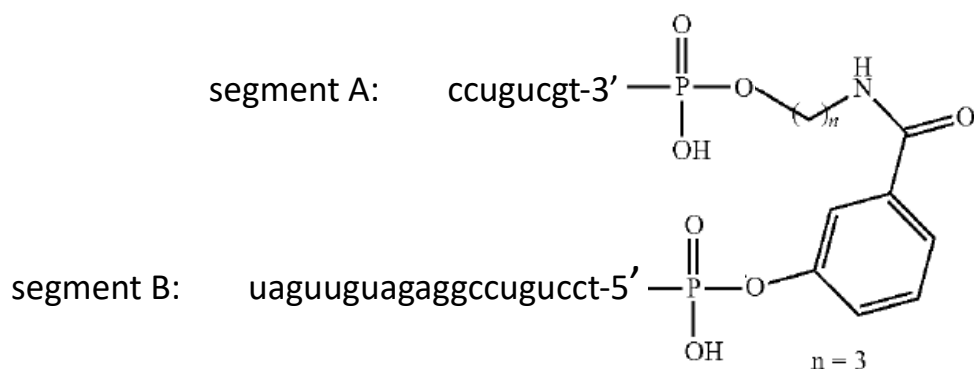 O
H
segment A: ccugucgt-3’ P O ( )n N
O
OH
O
segment B: uaguuguagaggccugucct-5’ P O
OH
n = 3